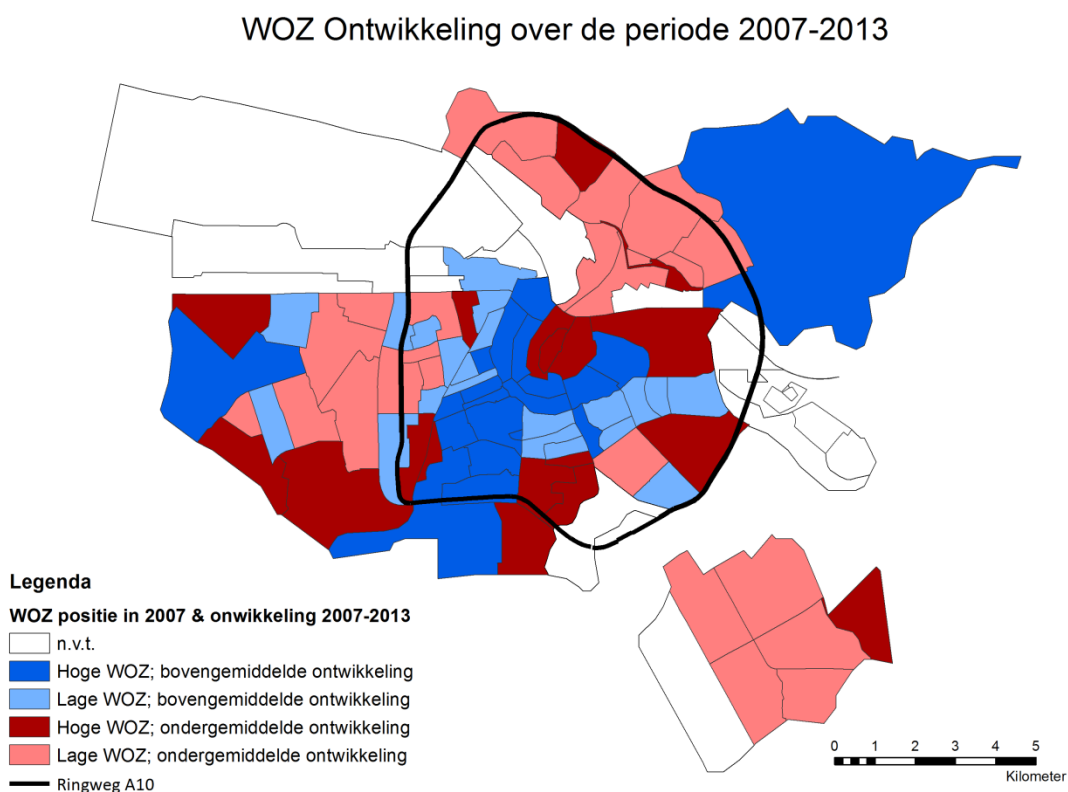 WOZ Ontwikkeling over de periode 2007-2013
Legenda
WOZ positie in 2007 & onwikkeling 2007-2013
n.v.t.
Hoge WOZ; bovengemiddelde ontwikkeling
Lage WOZ; bovengemiddelde ontwikkeling
Hoge WOZ; ondergemiddelde ontwikkeling
Lage WOZ; ondergemiddelde ontwikkeling
Ringweg A10
0 1 2 3 4 5
Kilometer